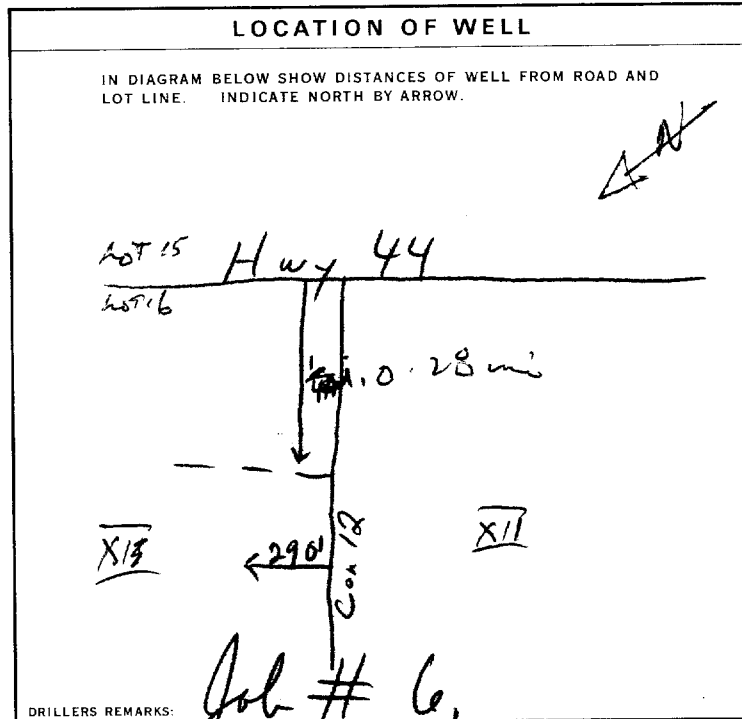 LOCATION OF WELL
IN DIAGRAM BELOW SHOW DISTANCES OF WELL FROM ROAD AND
LOT LINE. INDICATE NORTH BY ARROW.
N
LOT 15 Hwy 44
LOT 16
0.28 mi
XII
290'
Con 12
DRILLERS REMARKS: Job # 6,